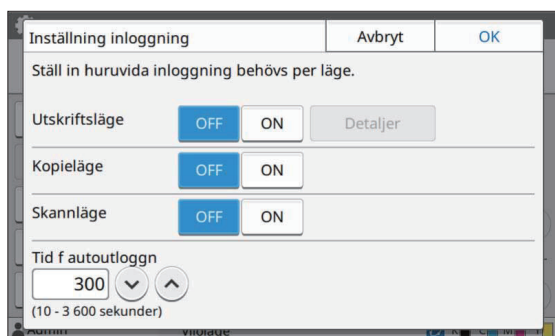 Inställning inloggning Avbryt OK
Ställ in huruvida inloggning behövs per läge.
Utskriftsläge OFF ON Detaljer
Kopieläge OFF ON
Skannläge OFF ON
Tid f autoutloggn
300
(10 - 3 600 sekunder)
Admin Viloläge K C M Y